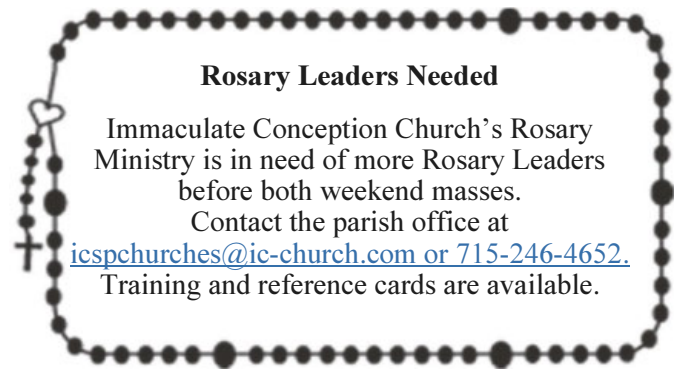 Rosary Leaders Needed
Immaculate Conception Church’s Rosary
Ministry is in need of more Rosary Leaders
before both weekend masses.
Contact the parish office at
icspchurches@ic-church.com or 715-246-4652.
Training and reference cards are available.